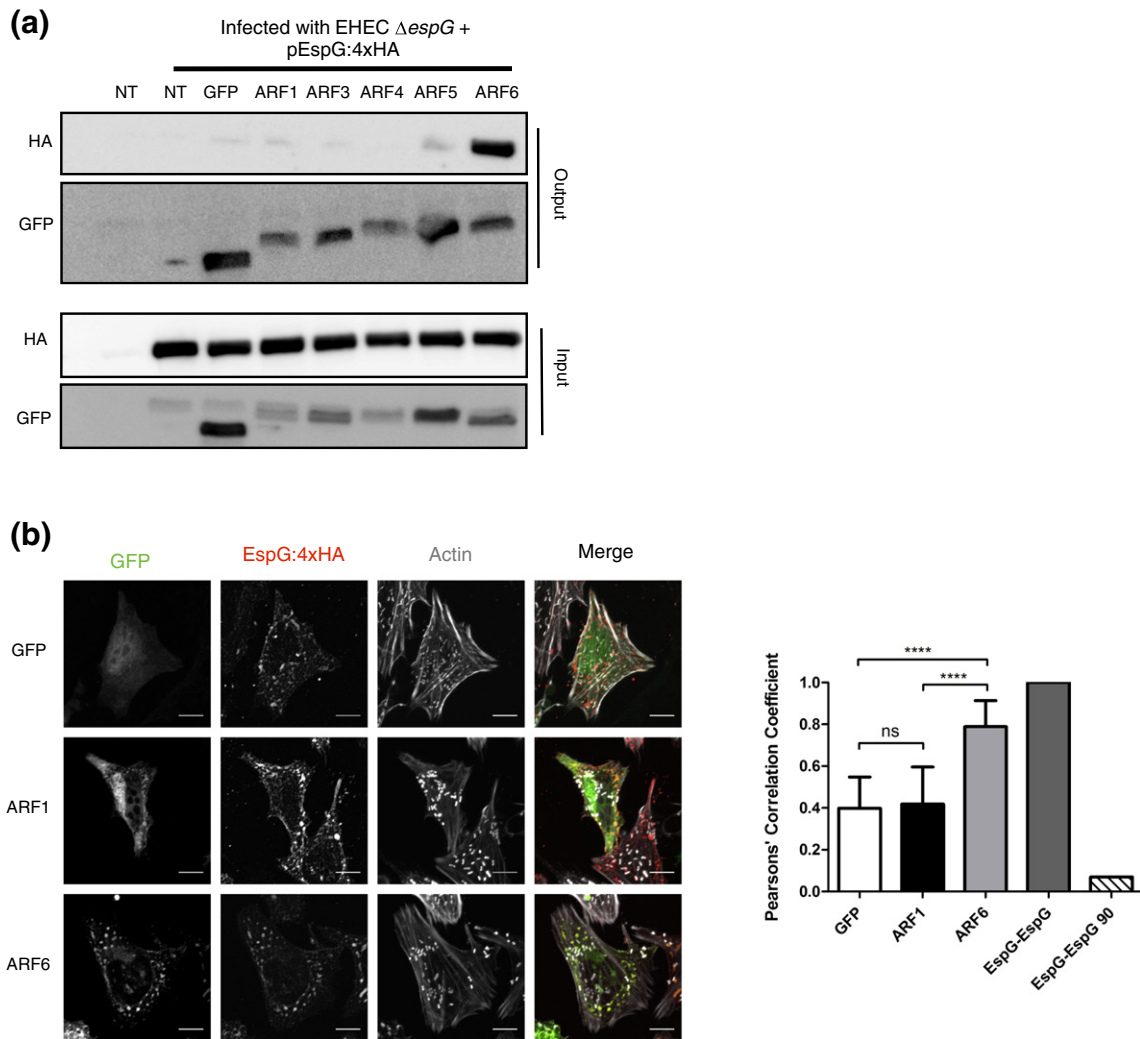 (a)
Infected with EHEC ΔespG +
pEspG:4xHA
NT NT GFP ARF1 ARF3 ARF4 ARF5 ARF6
HA
GFP
Output
HA
GFP
Input
(b)
GFP EspG:4xHA Actin Merge
GFP
ARF1
ARF6
Pearsons' Correlation Coefficient
1.0
0.8
0.6
0.4
0.2
0.0
ns
****
****
GFP
ARF1
ARF6
EspG-EspG
EspG-EspG 90